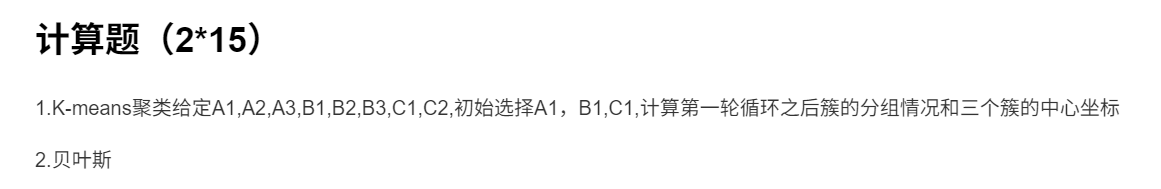 计算题（2*15）
1.K-means聚类给定A1,A2,A3,B1,B2,B3,C1,C2,初始选择A1，B1,C1,计算第一轮循环之后簇的分组情况和三个簇的中心坐标
2.贝叶斯